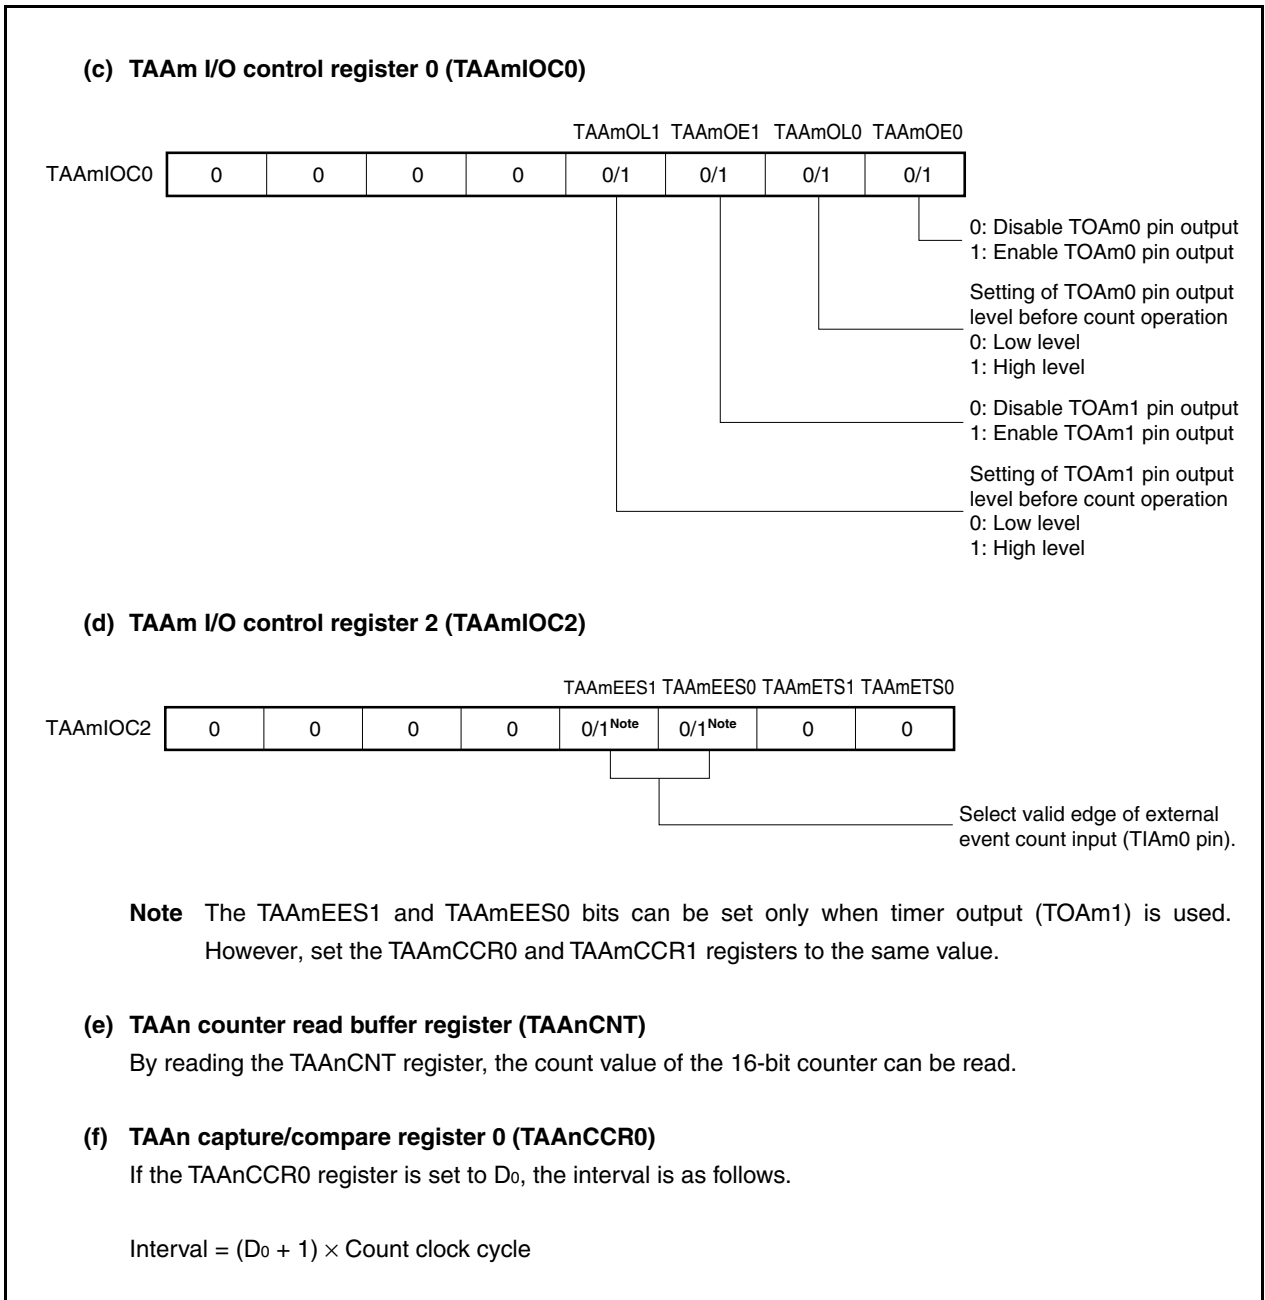 (c) TAAm I/O control register 0 (TAAmIOC0)
TAAmOL1 TAAmOE1 TAAmOL0 TAAmOE0
TAAmIOC0 0 0 0 0 0/1 0/1 0/1 0/1
0: Disable TOAm0 pin output
1: Enable TOAm0 pin output
Setting of TOAm0 pin output
level before count operation
0: Low level
1: High level
0: Disable TOAm1 pin output
1: Enable TOAm1 pin output
Setting of TOAm1 pin output
level before count operation
0: Low level
1: High level
(d) TAAm I/O control register 2 (TAAmIOC2)
TAAmEES1 TAAmEES0 TAAmETS1 TAAmETS0
TAAmIOC2 0 0 0 0 0/1Note 0/1Note 0 0
Select valid edge of external
event count input (TIAm0 pin).
Note The TAAmEES1 and TAAmEES0 bits can be set only when timer output (TOAm1) is used.
However, set the TAAmCCR0 and TAAmCCR1 registers to the same value.
(e) TAAn counter read buffer register (TAAnCNT)
By reading the TAAnCNT register, the count value of the 16-bit counter can be read.
(f) TAAn capture/compare register 0 (TAAnCCR0)
If the TAAnCCR0 register is set to D0, the interval is as follows.
Interval = (D0 + 1) × Count clock cycle